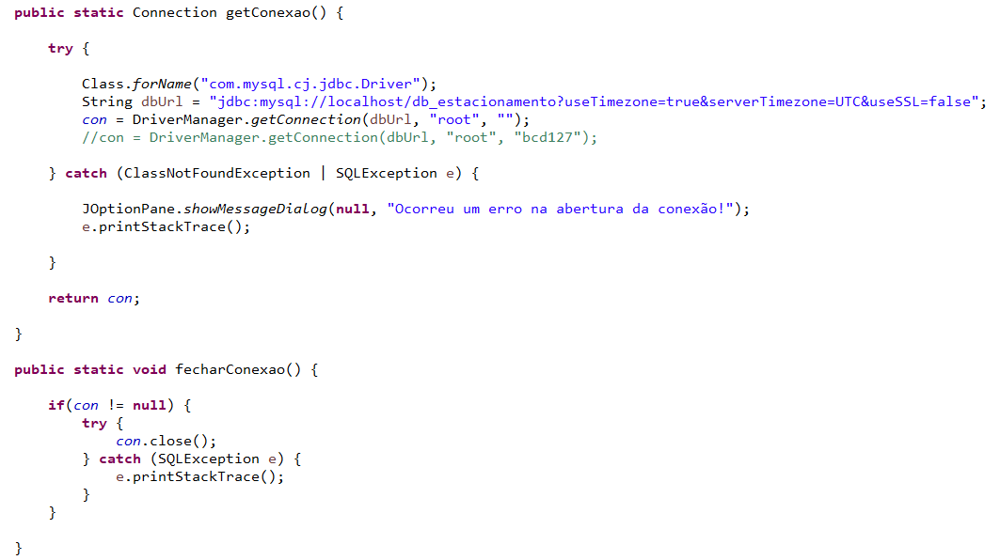 public static Connection getConexao() {
try {
Class.forName("com.mysql.cj.jdbc.Driver");
String dbUrl = "jdbc:mysql://localhost/db_estacionamento?useTimezone=true&serverTimezone=UTC&useSSL=false";
con = DriverManager.getConnection(dbUrl, "root", "");
//con = DriverManager.getConnection(dbUrl, "root", "bcd127");
} catch (ClassNotFoundException | SQLException e) {
JOptionPane.showMessageDialog(null, "Ocorreu um erro na abertura da conexão!");
e.printStackTrace();
}
return con;
}
public static void fecharConexao() {
if(con != null) {
try {
con.close();
} catch (SQLException e) {
e.printStackTrace();
}
}
}